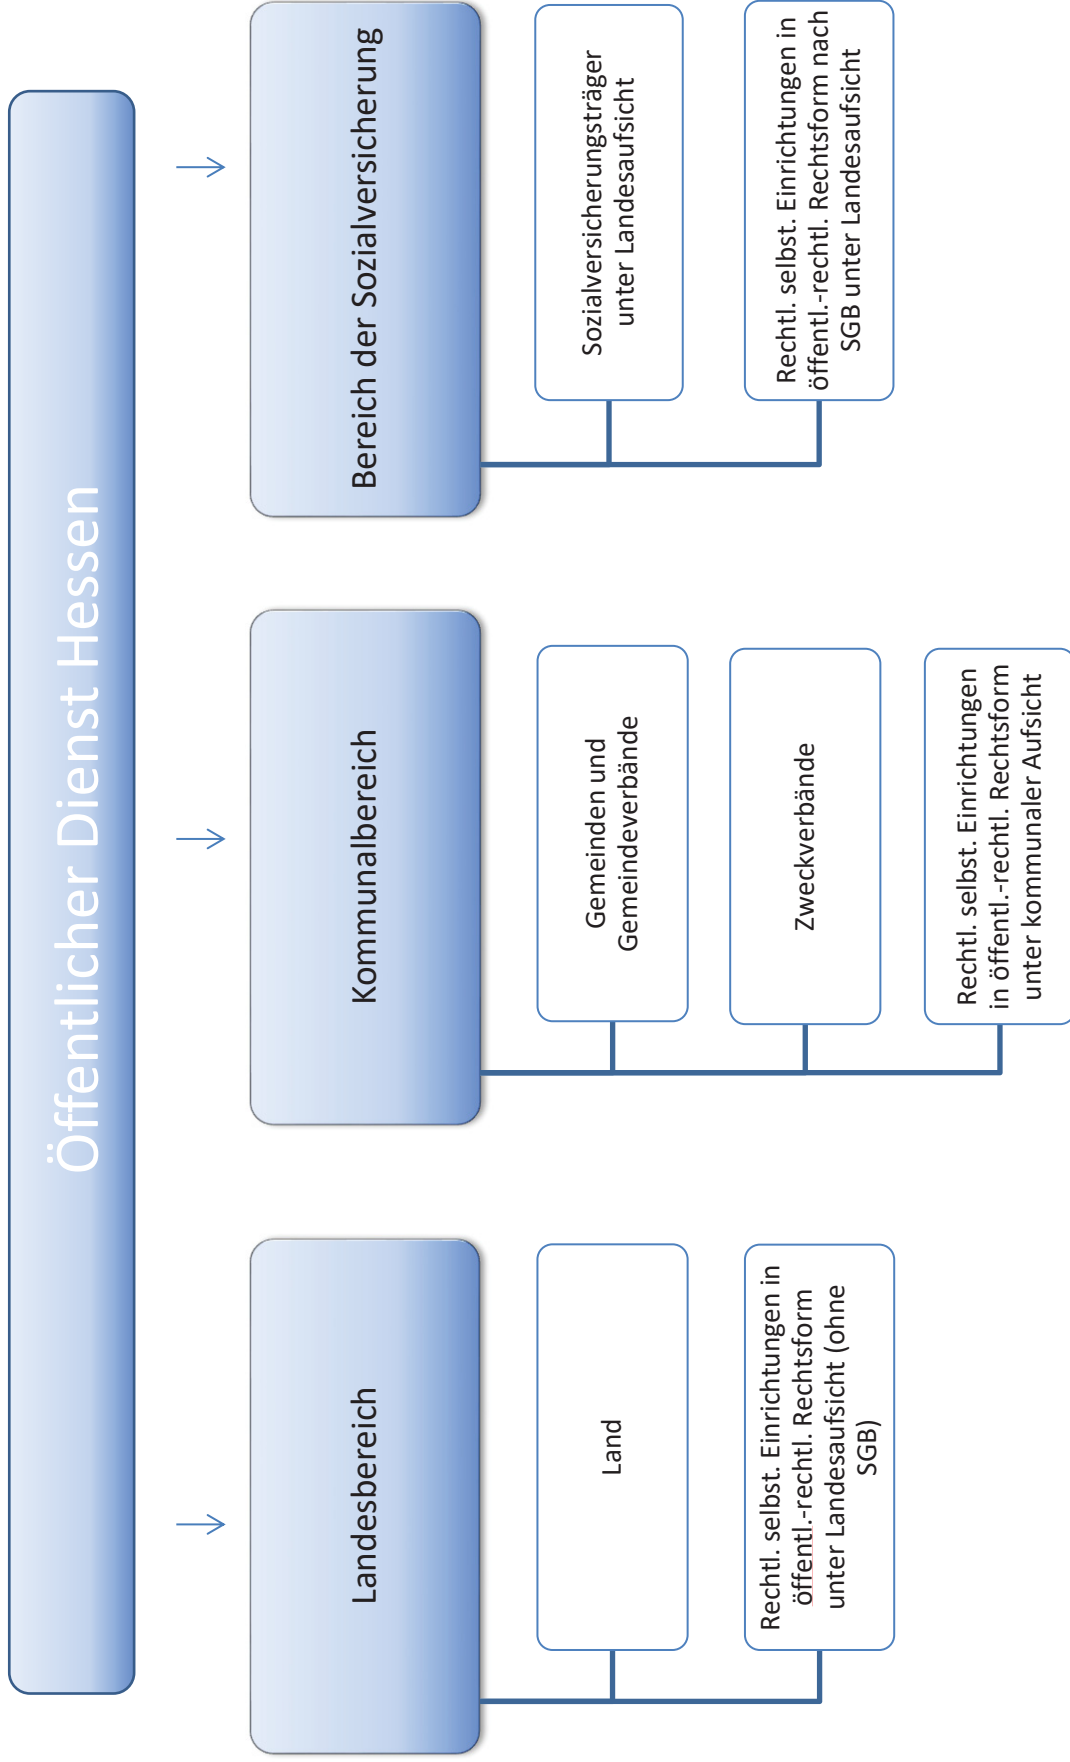 Öffentlicher Dienst Hessen
Landesbereich
Land
Rechtl. selbst. Einrichtungen in
öffentl.-rechtl. Rechtsform
unter Landesaufsicht (ohne
SGB)
Kommunalbereich
Gemeinden und
Gemeindeverbände
Zweckverbände
Rechtl. selbst. Einrichtungen
in öffentl.-rechtl. Rechtsform
unter kommunaler Aufsicht
Bereich der Sozialversicherung
Sozialversicherungsträger
unter Landesaufsicht
Rechtl. selbst. Einrichtungen in
öffentl.-rechtl. Rechtsform nach
SGB unter Landesaufsicht